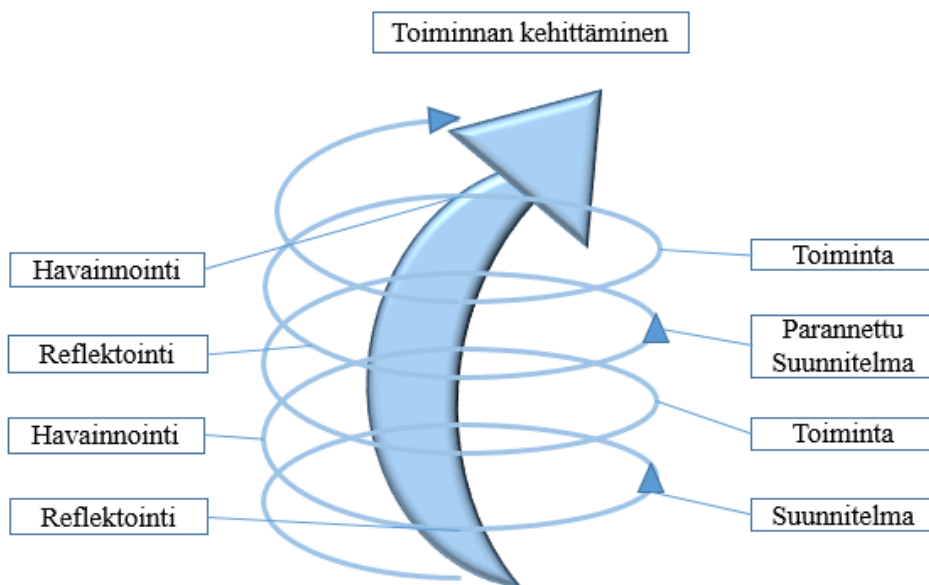 Toiminnan kehittäminen
Havainnointi
Toiminta
Reflektointi
Parannettu
Suunnitelma
Havainnointi
Toiminta
Reflektointi
Suunnitelma